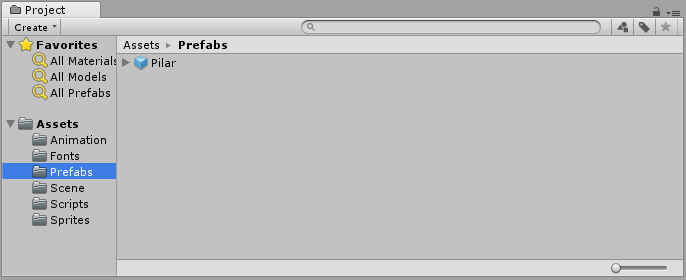 Project
Create
Favorites
All Materials
All Models
All Prefabs
Assets
Animation
Fonts
Prefabs
Scene
Scripts
Sprites
Assets ▸ Prefabs
Pilar